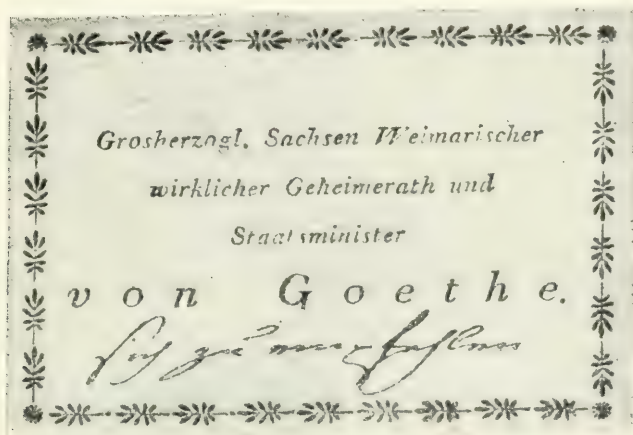 Grosherzogl. Sachsen Weimarischer
wirklicher Geheimerath und
Staatsminister
von Goethe.
sich zu empfehlen